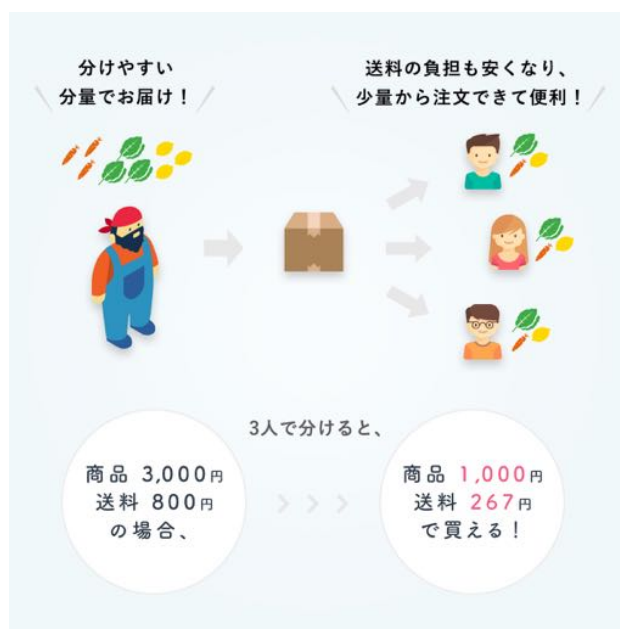 分けやすい
分量でお届け！
送料の負担も安くなり、
少量から注文できて便利！
3人で分けると、
商品 3,000円
送料 800円
の場合、
商品 1,000円
送料 267円
で買える！